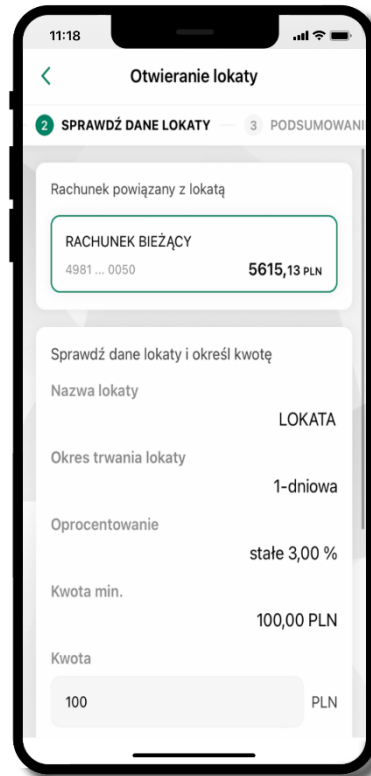 11:18
Otwieranie lokaty
2 SPRAWDŹ DANE LOKATY 3 PODSUMOWANI
Rachunek powiązany z lokatą
RACHUNEK BIEŻĄCY
4981 ... 0050 5615,13 PLN
Sprawdź dane lokaty i określ kwotę
Nazwa lokaty
LOKATA
Okres trwania lokaty
1-dniowa
Oprocentowanie
stałe 3,00 %
Kwota min.
100,00 PLN
Kwota
100 PLN